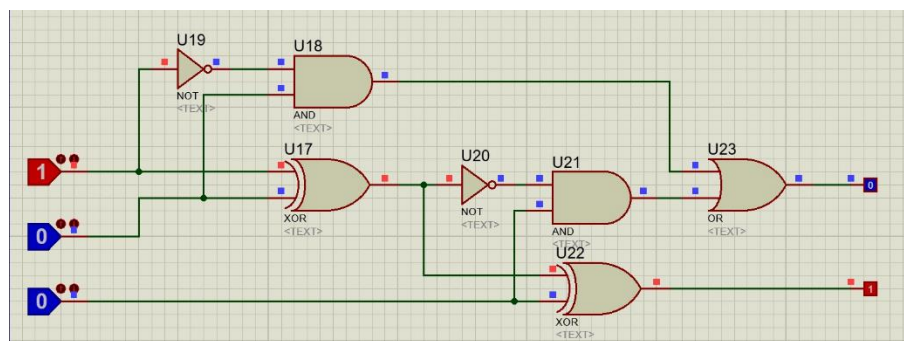 U19
U18
NOT
<TEXT>
AND
<TEXT>
1
U17
XOR
<TEXT>
U20
NOT
<TEXT>
U21
AND
<TEXT>
U23
OR
<TEXT>
0
0
U22
XOR
<TEXT>
0
1